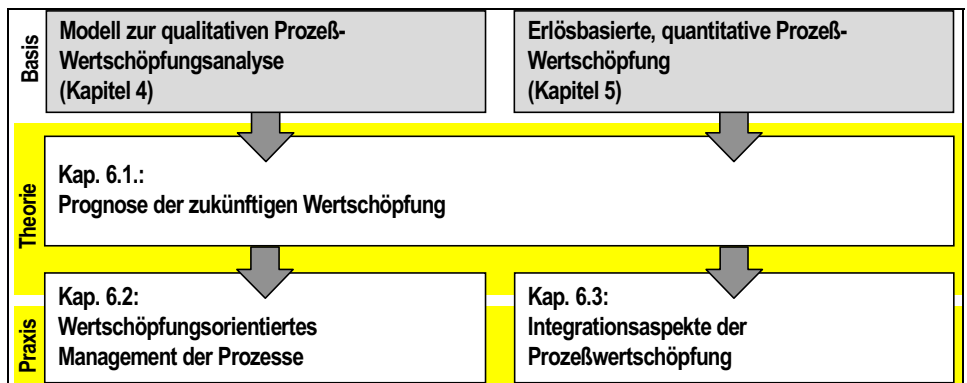 Basis
Modell zur qualitativen Prozeß-
Wertschöpfungsanalyse
(Kapitel 4)
Erlösbasierte, quantitative Prozeß-
Wertschöpfung
(Kapitel 5)
Theorie
Kap. 6.1.:
Prognose der zukünftigen Wertschöpfung
Praxis
Kap. 6.2:
Wertschöpfungsorientiertes
Management der Prozesse
Kap. 6.3:
Integrationsaspekte der
Prozeßwertschöpfung